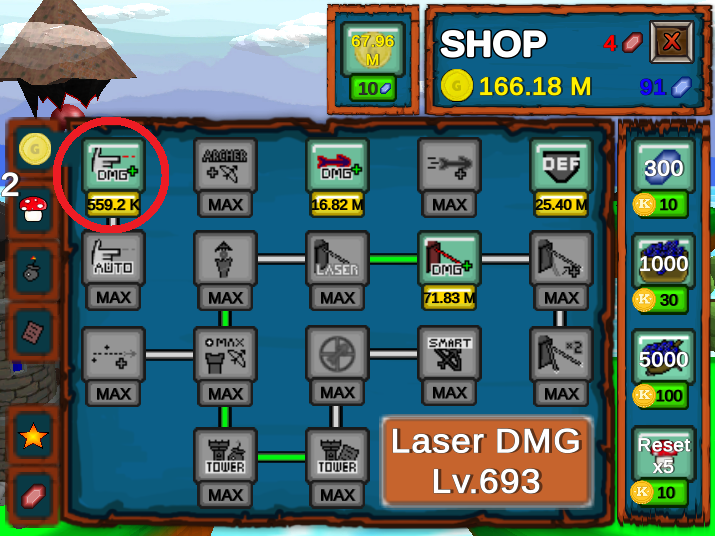 67.96
M
10
SHOP
4
G 166.18 M
91
G
2
DMG
559.2 K
ARCHER
MAX
DMG
16.82 M
MAX
DEF
25.40 M
300
K 10
AUTO
MAX
MAX
LASER
MAX
DMG
71.83 M
MAX
1000
K 30
MAX
MAX
MAX
MAX
SMART
MAX
×2
MAX
5000
K 100
TOWER
MAX
TOWER
MAX
Laser DMG
Lv.693
Reset
x5
K 10